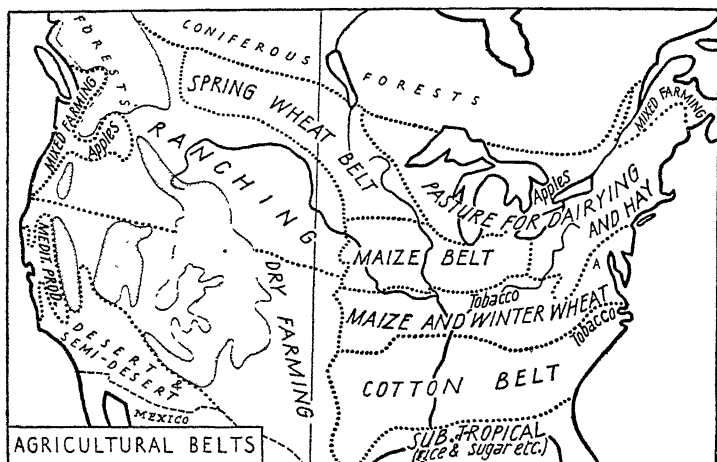 CONIFEROUS
FORESTS
FORESTS
SPRING WHEAT BELT
MIXED FARMING
MIXED FARMING
Apples
RANCHING
Apples
PASTURE FOR DAIRYING
AND HAY
MEDIT. PROD.
MAIZE BELT
A
DRY FARMING
Tobacco
MAIZE AND WINTER WHEAT
Tobacco
DESERT &
SEMI-DESERT
COTTON BELT
MEXICO
SUB. TROPICAL
(rice & sugar etc.)
AGRICULTURAL BELTS